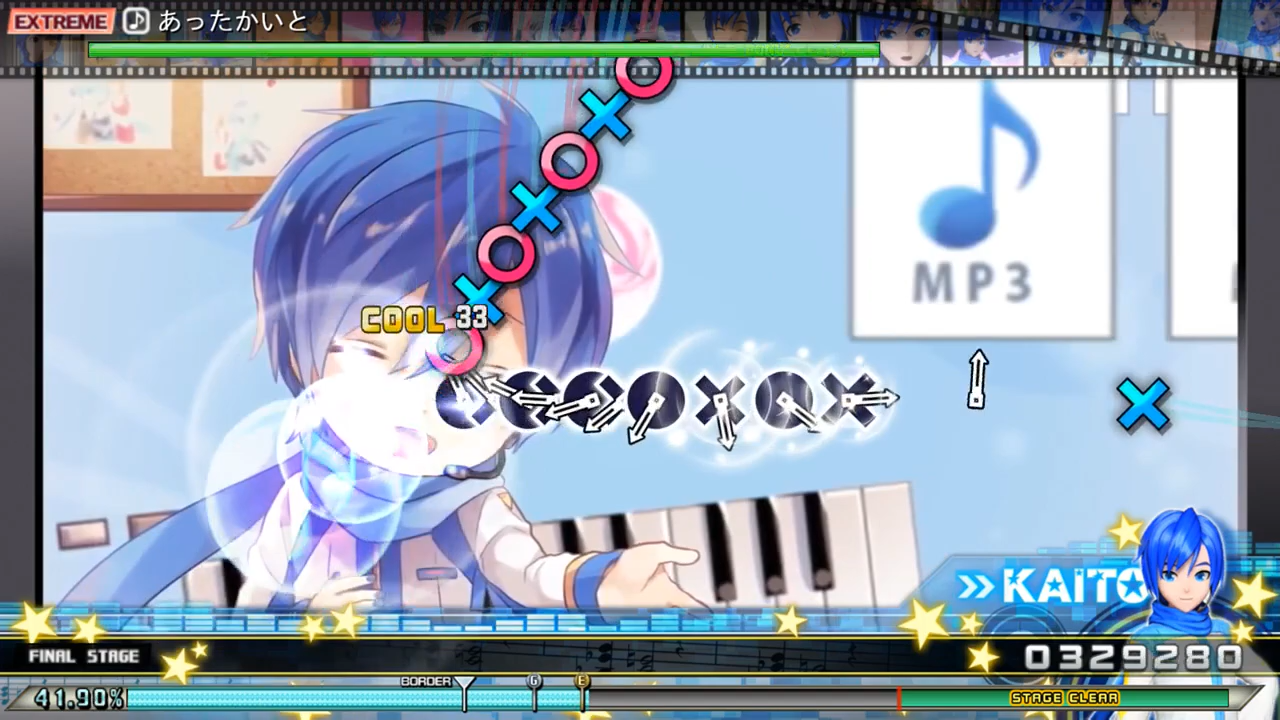 EXTREME あったかいと
MP3
COOL 33
KAITO
FINAL STAGE
0329280
BORDER G E
41.90% STAGE CLEAR